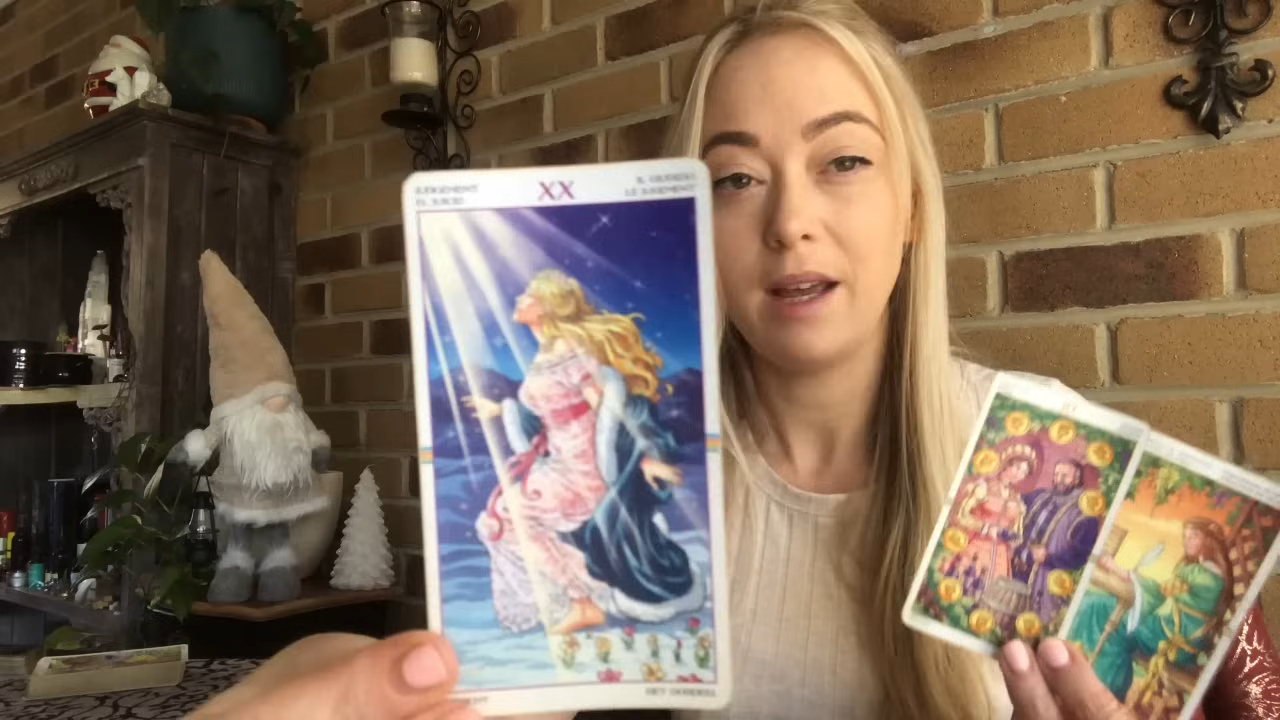 JUDGEMENT
EL JUICIO
XX
IL GIUDIZIO
LE JUGEMENT
HET OORDEEL